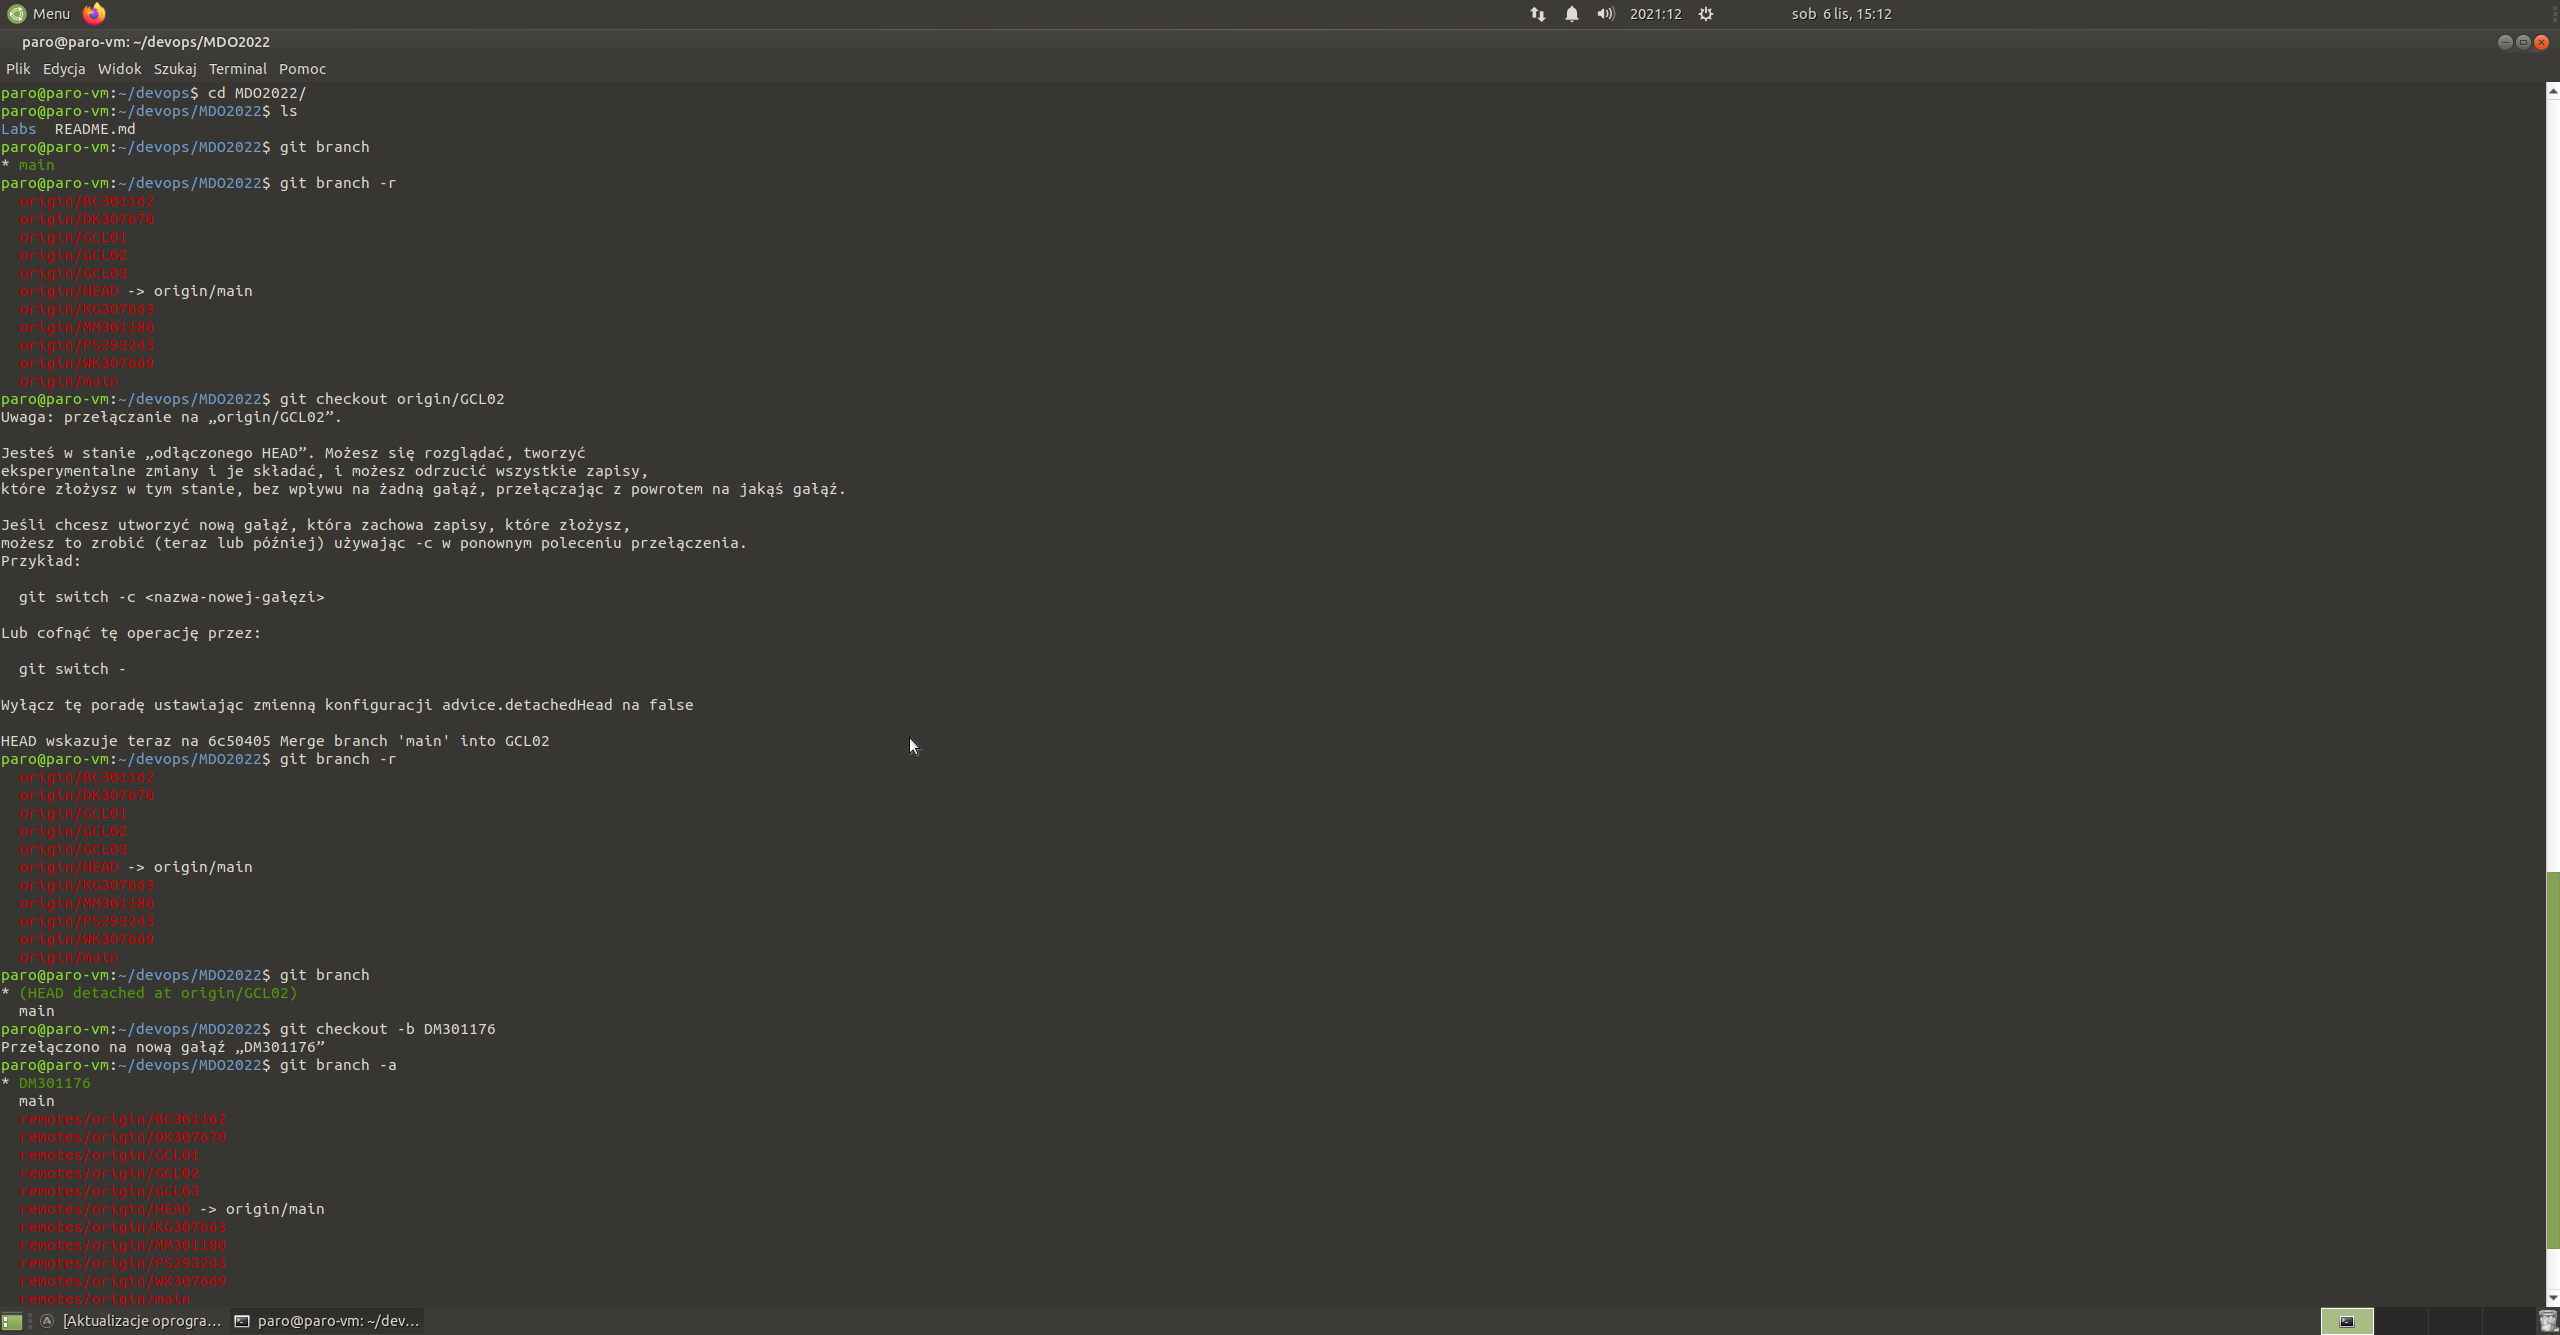 Menu 2021:12 sob 6 lis, 15:12
paro@paro-vm: ~/devops/MDO2022
Plik Edycja Widok Szukaj Terminal Pomoc
paro@paro-vm:~/devops$ cd MDO2022/
paro@paro-vm:~/devops/MDO2022$ ls
Labs  README.md
paro@paro-vm:~/devops/MDO2022$ git branch
* main
paro@paro-vm:~/devops/MDO2022$ git branch -r
  origin/BC301162
  origin/DK307670
  origin/GCL01
  origin/GCL02
  origin/GCL03
  origin/HEAD -> origin/main
  origin/KG307663
  origin/MM301180
  origin/PS293243
  origin/WK307669
  origin/main
paro@paro-vm:~/devops/MDO2022$ git checkout origin/GCL02
Uwaga: przełączanie na „origin/GCL02”.
Jesteś w stanie „odłączonego HEAD”. Możesz się rozglądać, tworzyć
eksperymentalne zmiany i je składać, i możesz odrzucić wszystkie zapisy,
które złożysz w tym stanie, bez wpływu na żadną gałąź, przełączając z powrotem na jakąś gałąź.
Jeśli chcesz utworzyć nową gałąź, która zachowa zapisy, które złożysz,
możesz to zrobić (teraz lub później) używając -c w ponownym poleceniu przełączenia.
Przykład:
  git switch -c <nazwa-nowej-gałęzi>
Lub cofnąć tę operację przez:
  git switch -
Wyłącz tę poradę ustawiając zmienną konfiguracji advice.detachedHead na false
HEAD wskazuje teraz na 6c50405 Merge branch 'main' into GCL02
paro@paro-vm:~/devops/MDO2022$ git branch -r
  origin/BC301162
  origin/DK307670
  origin/GCL01
  origin/GCL02
  origin/GCL03
  origin/HEAD -> origin/main
  origin/KG307663
  origin/MM301180
  origin/PS293243
  origin/WK307669
  origin/main
paro@paro-vm:~/devops/MDO2022$ git branch
* (HEAD detached at origin/GCL02)
  main
paro@paro-vm:~/devops/MDO2022$ git checkout -b DM301176
Przełączono na nową gałąź „DM301176”
paro@paro-vm:~/devops/MDO2022$ git branch -a
* DM301176
  main
  remotes/origin/BC301162
  remotes/origin/DK307670
  remotes/origin/GCL01
  remotes/origin/GCL02
  remotes/origin/GCL03
  remotes/origin/HEAD -> origin/main
  remotes/origin/KG307663
  remotes/origin/MM301180
  remotes/origin/PS293243
  remotes/origin/WK307669
  remotes/origin/main
[Aktualizacje oprogra... paro@paro-vm: ~/dev...